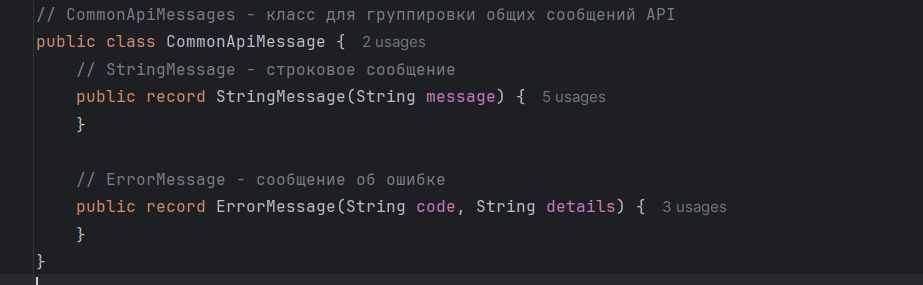 // CommonApiMessages - класс для группировки общих сообщений API
public class CommonApiMessage { 2 usages
// StringMessage - строковое сообщение
public record StringMessage(String message) { 5 usages
}
// ErrorMessage - сообщение об ошибке
public record ErrorMessage(String code, String details) { 3 usages
}
}